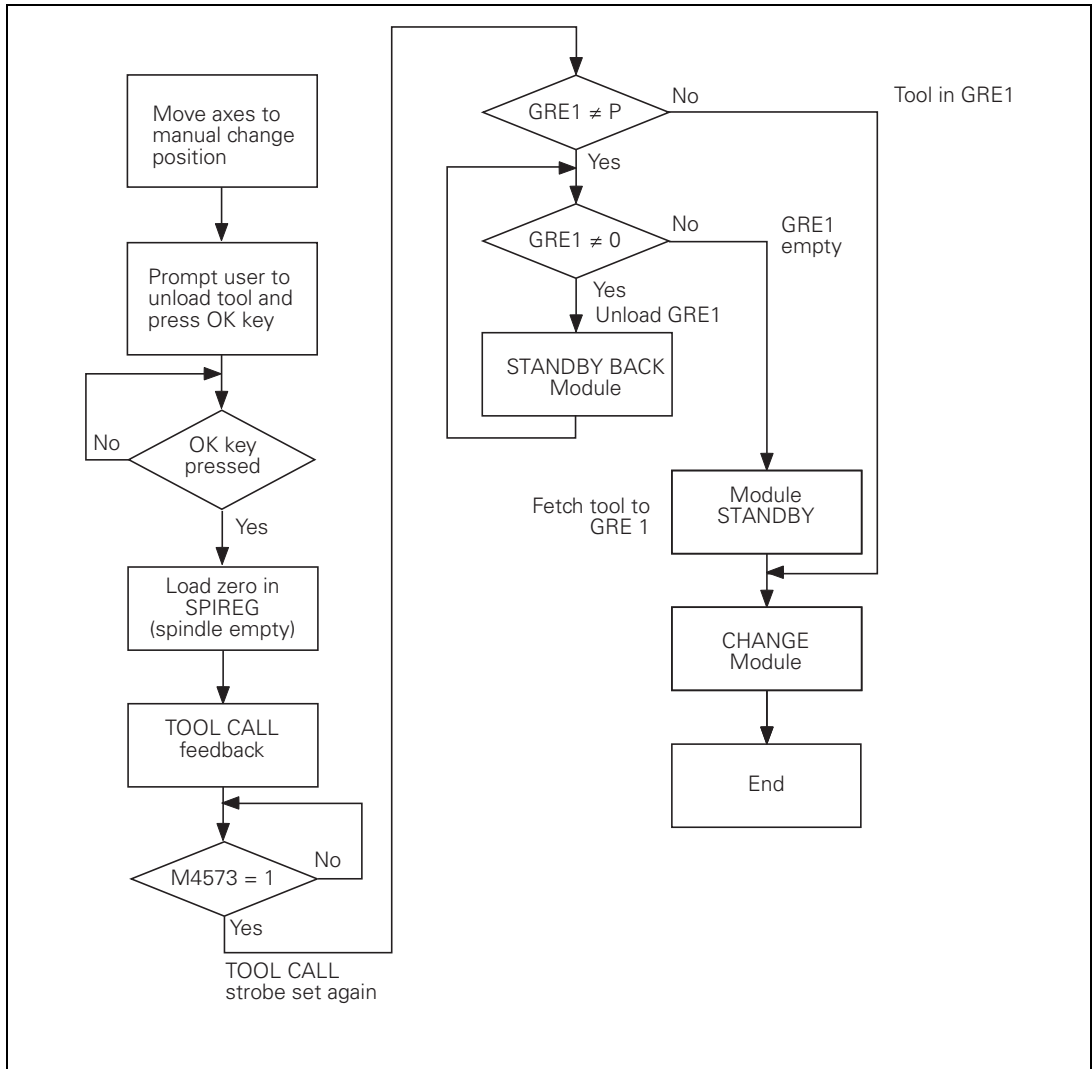 Move axes to
manual change
position
Prompt user to
unload tool and
press OK key
No
OK key
pressed
Yes
Load zero in
SPIREG
(spindle empty)
TOOL CALL
feedback
M4573 = 1
No
Yes
TOOL CALL
strobe set again
GRE1 ≠ P
No
Tool in GRE1
Yes
GRE1 ≠ 0
No
GRE1
empty
Yes
Unload GRE1
STANDBY BACK
Module
Fetch tool to
GRE 1
Module
STANDBY
CHANGE
Module
End